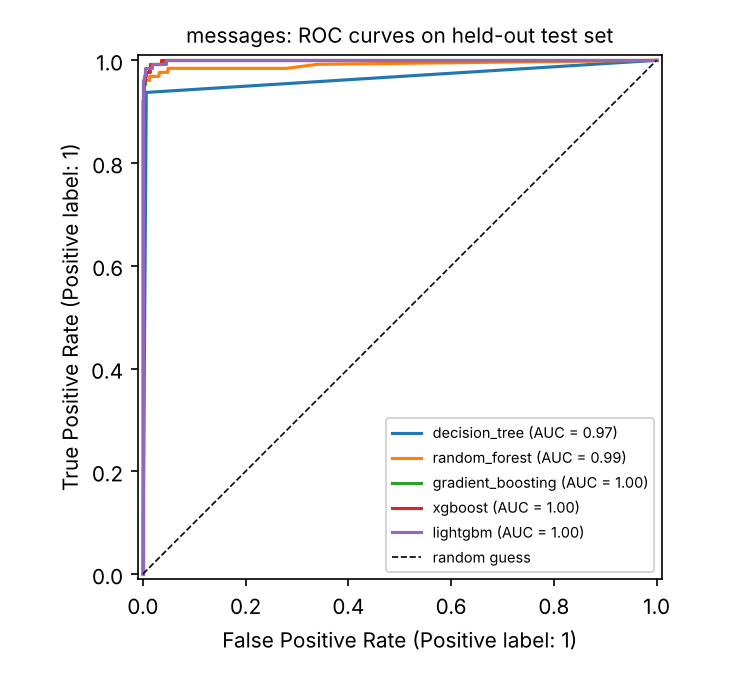 messages: ROC curves on held-out test set
True Positive Rate (Positive label: 1)
1.0
0.8
0.6
0.4
0.2
0.0
decision_tree (AUC = 0.97)
random_forest (AUC = 0.99)
gradient_boosting (AUC = 1.00)
xgboost (AUC = 1.00)
lightgbm (AUC = 1.00)
random guess
0.0 0.2 0.4 0.6 0.8 1.0
False Positive Rate (Positive label: 1)